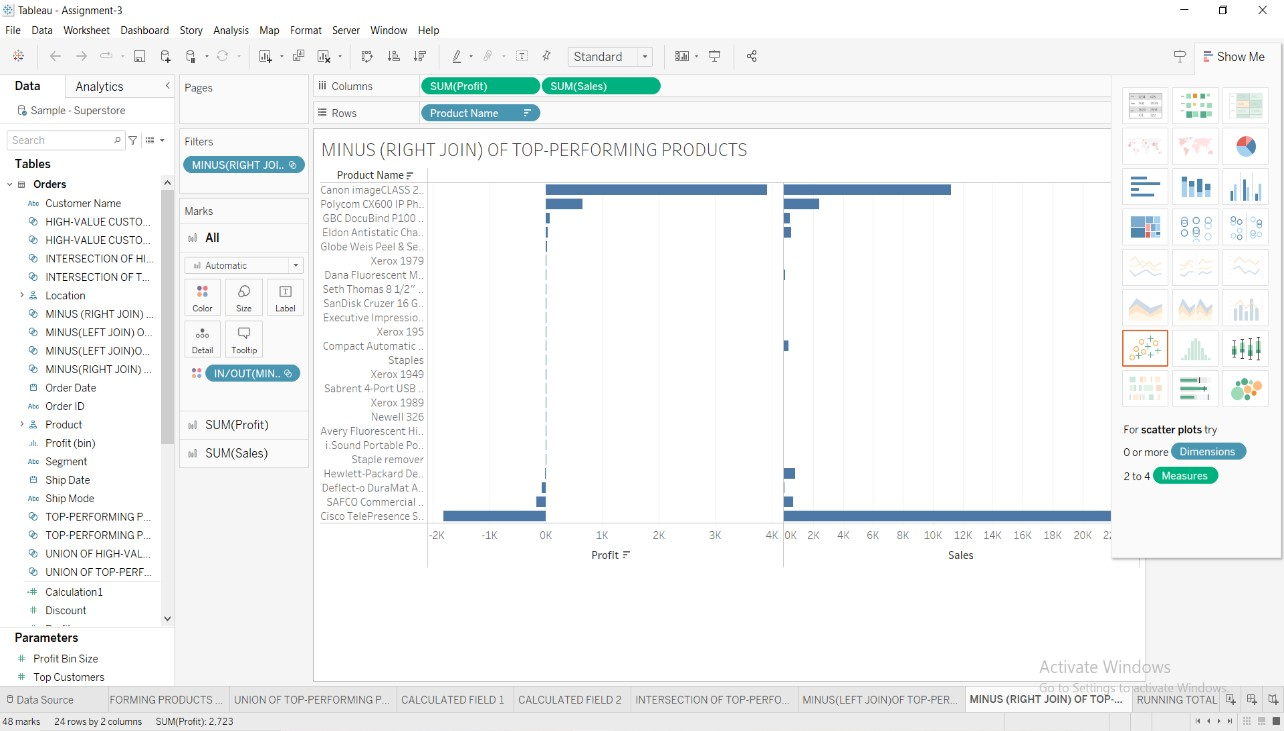 Tableau - Assignment-3
File Data Worksheet Dashboard Story Analysis Map Format Server Window Help
Standard
Show Me
Data Analytics
Sample - Superstore
Search
Tables
Orders
Abc Customer Name
HIGH-VALUE CUSTO...
HIGH-VALUE CUSTO...
INTERSECTION OF HI...
INTERSECTION OF T...
Location
MINUS (RIGHT JOIN) ...
MINUS(LEFT JOIN) O...
MINUS(LEFT JOIN)O...
MINUS(RIGHT JOIN) ...
Order Date
Abc Order ID
Product
Profit (bin)
Abc Segment
Ship Date
Abc Ship Mode
TOP-PERFORMING P...
TOP-PERFORMING P...
UNION OF HIGH-VAL...
UNION OF TOP-PERF...
Calculation1
Discount
Parameters
Profit Bin Size
Top Customers
Pages
Filters
MINUS(RIGHT JOI..
Marks
All
Automatic
Color Size Label
Detail Tooltip
IN/OUT(MIN..
SUM(Profit)
SUM(Sales)
Columns SUM(Profit) SUM(Sales)
Rows Product Name
MINUS (RIGHT JOIN) OF TOP-PERFORMING PRODUCTS
Product Name
Canon imageCLASS 2..
Polycom CX600 IP Ph..
GBC DocuBind P100 ..
Eldon Antistatic Cha..
Globe Weis Peel & Se..
Xerox 1979
Dana Fluorescent M..
Seth Thomas 8 1/2" ..
SanDisk Cruzer 16 G..
Executive Impressio..
Xerox 195
Compact Automatic ..
Staples
Xerox 1949
Sabrent 4-Port USB ..
Xerox 1989
Newell 326
Avery Fluorescent Hi..
i.Sound Portable Po..
Staple remover
Hewlett-Packard De..
Deflect-o DuraMat A..
SAFCO Commercial ..
Cisco TelePresence S..
-2K -1K 0K 1K 2K 3K 4K 0K 2K 4K 6K 8K 10K 12K 14K 16K 18K 20K
Profit Sales
For scatter plots try
0 or more Dimensions
2 to 4 Measures
Activate Windows
Go to Settings to activate Windows.
Data Source FORMING PRODUCTS ... UNION OF TOP-PERFORMING P... CALCULATED FIELD 1 CALCULATED FIELD 2 INTERSECTION OF TOP-PERFO... MINUS(LEFT JOIN)OF TOP-PER... MINUS (RIGHT JOIN) OF TOP-... RUNNING TOTAL
48 marks 24 rows by 2 columns SUM(Profit): 2,723